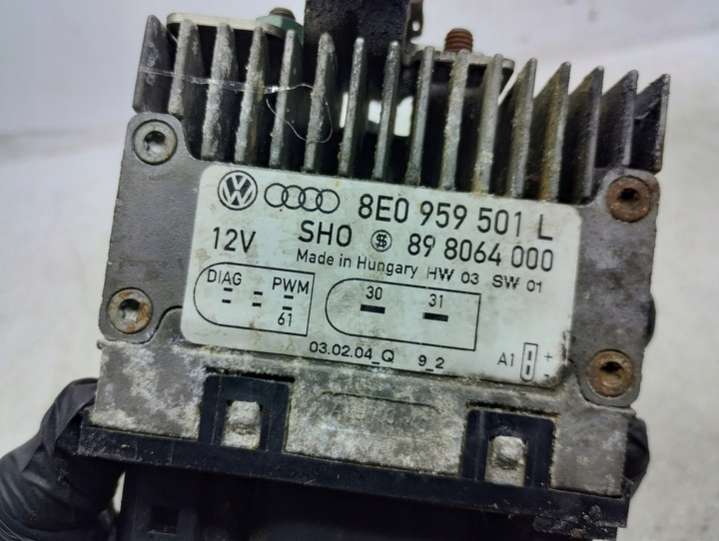 8E0 959 501 L
12V SHO 89 8064 000
Made in Hungary HW 03 SW 01
DIAG PWM
61
30 31
03.02.04_Q 9_2
A1 + -